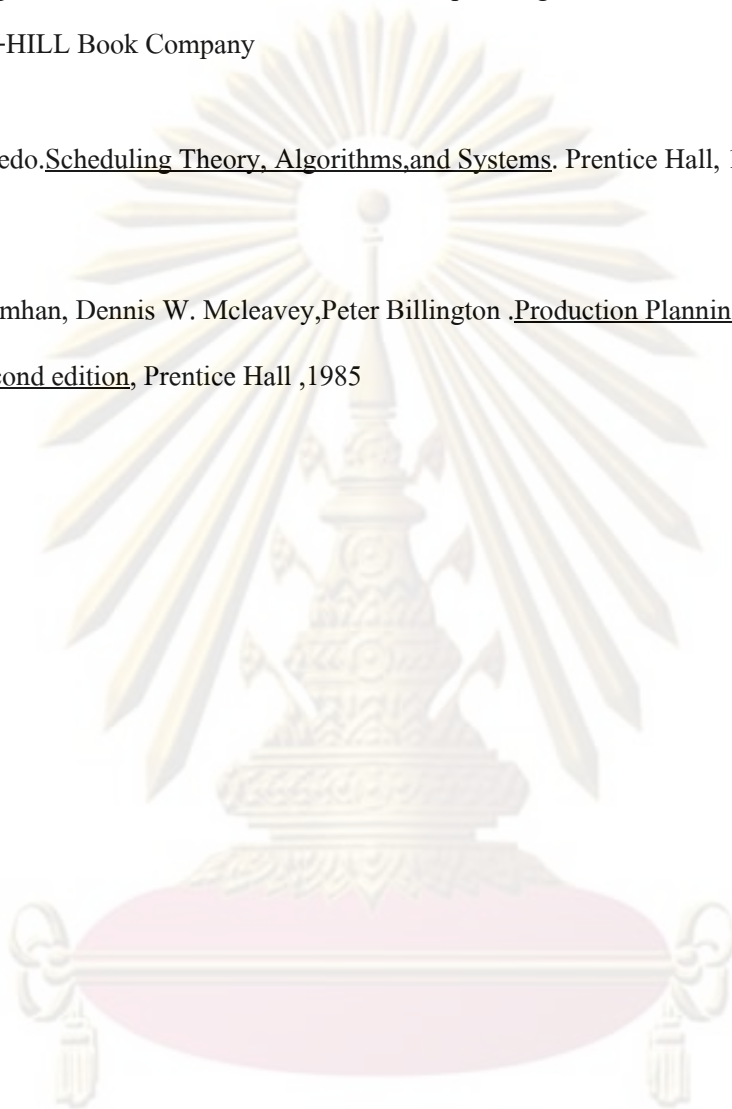 -HILL Book Company
edo.Scheduling Theory, Algorithms,and Systems. Prentice Hall,
mhan, Dennis W. Mcleavey,Peter Billington .Production Plannin
cond edition, Prentice Hall ,1985